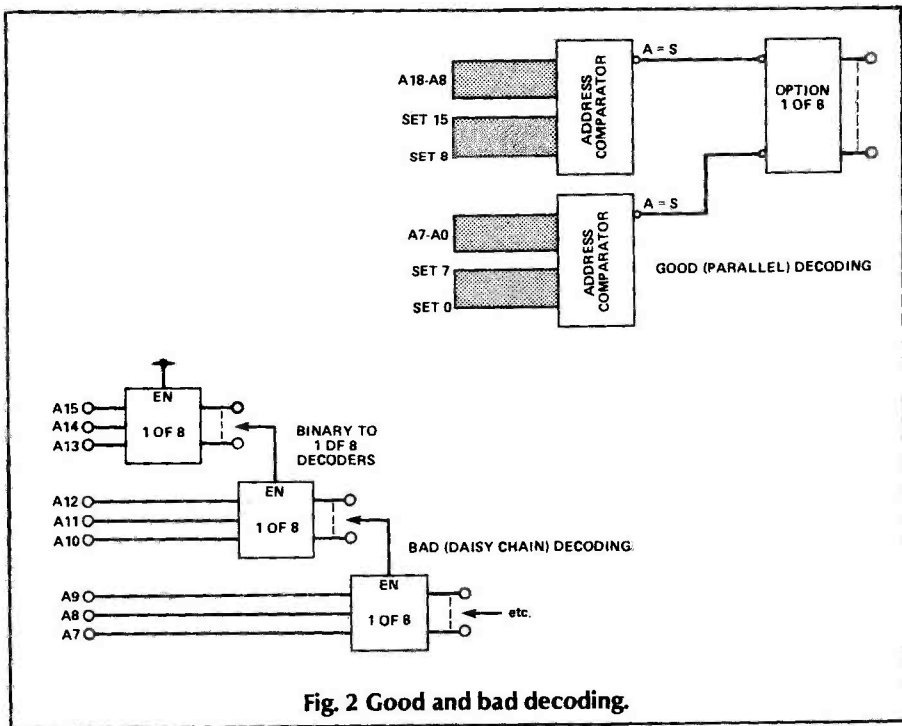 A18-A8
SET 15
SET 8
ADDRESS
COMPARATOR
A = S
OPTION
1 OF 8
A7-A0
SET 7
SET 0
ADDRESS
COMPARATOR
A = S
GOOD (PARALLEL) DECODING
EN
A15
A14
A13
1 OF 8
BINARY TO
1 OF 8
DECODERS
EN
A12
A11
A10
1 OF 8
BAD (DAISY CHAIN) DECODING
EN
A9
A8
A7
1 OF 8
etc.
Fig. 2 Good and bad decoding.